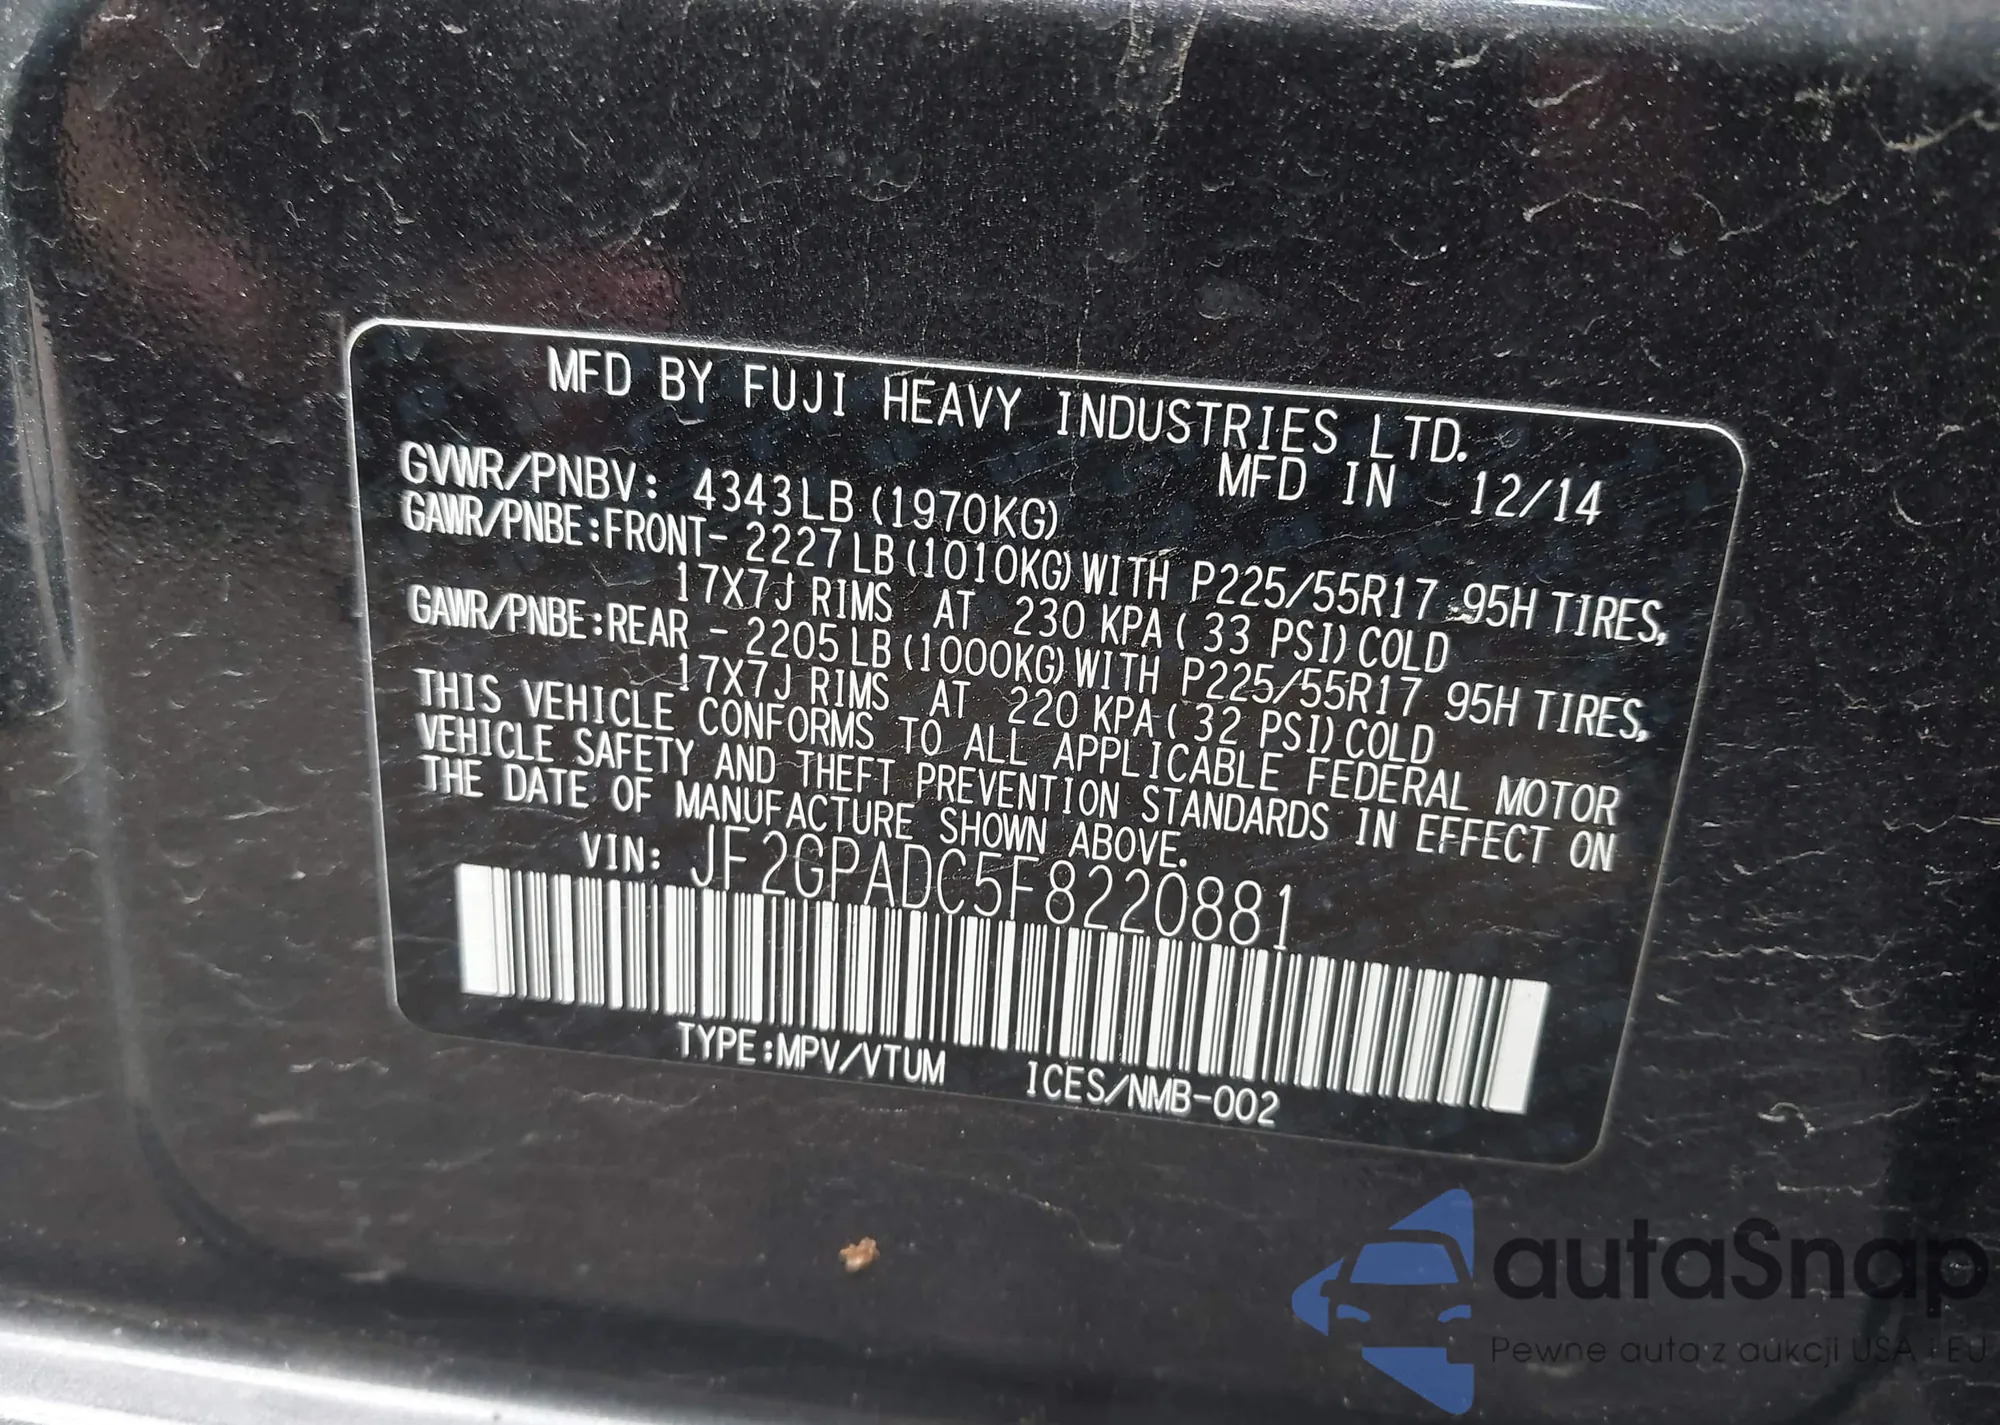 MFD BY FUJI HEAVY INDUSTRIES LTD.
MFD IN 12/14
GVWR/PNBV: 4343LB (1970KG)
GAWR/PNBE:FRONT- 2227LB(1010KG)WITH P225/55R17 95H TIRES,
17X7J RIMS AT 230 KPA( 33 PSI)COLD
GAWR/PNBE:REAR - 2205LB(1000KG)WITH P225/55R17 95H TIRES,
17X7J RIMS AT 220 KPA( 32 PSI)COLD
THIS VEHICLE CONFORMS TO ALL APPLICABLE FEDERAL MOTOR
VEHICLE SAFETY AND THEFT PREVENTION STANDARDS IN EFFECT ON
THE DATE OF MANUFACTURE SHOWN ABOVE.
VIN: JF2GPADC5F8220881
TYPE:MPV/VTUM ICES/NMB-002
autaSnap
Pewne auta z aukcji USA i EU